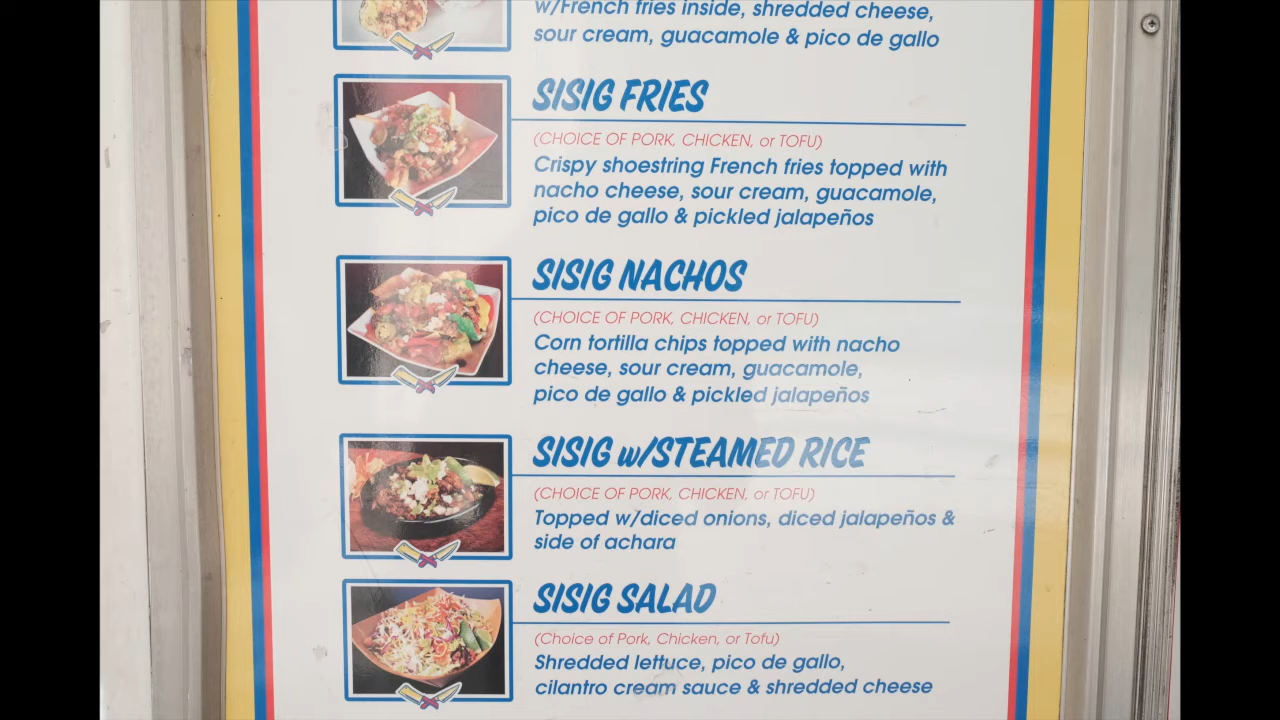 w/French fries inside, shredded cheese,
sour cream, guacamole & pico de gallo
SISIG FRIES
(CHOICE OF PORK, CHICKEN, or TOFU)
Crispy shoestring French fries topped with
nacho cheese, sour cream, guacamole,
pico de gallo & pickled jalapeños
SISIG NACHOS
(CHOICE OF PORK, CHICKEN, or TOFU)
Corn tortilla chips topped with nacho
cheese, sour cream, guacamole,
pico de gallo & pickled jalapeños
SISIG w/STEAMED RICE
(CHOICE OF PORK, CHICKEN, or TOFU)
Topped w/diced onions, diced jalapeños &
side of achara
SISIG SALAD
(Choice of Pork, Chicken, or Tofu)
Shredded lettuce, pico de gallo,
cilantro cream sauce & shredded cheese